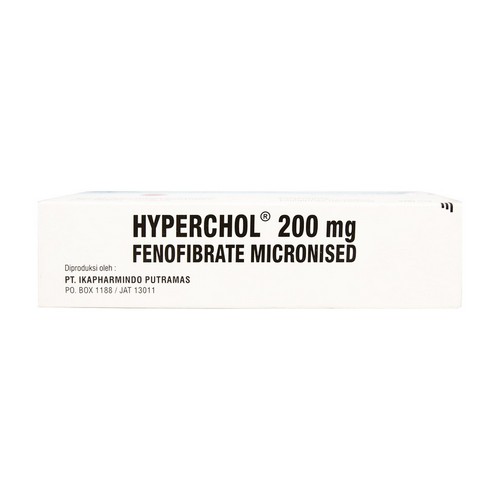 HYPERCHOL® 200 mg
FENOFIBRATE MICRONISED
Diproduksi oleh :
PT. IKAPHARMINDO PUTRAMAS
PO. BOX 1188 / JAT 13011